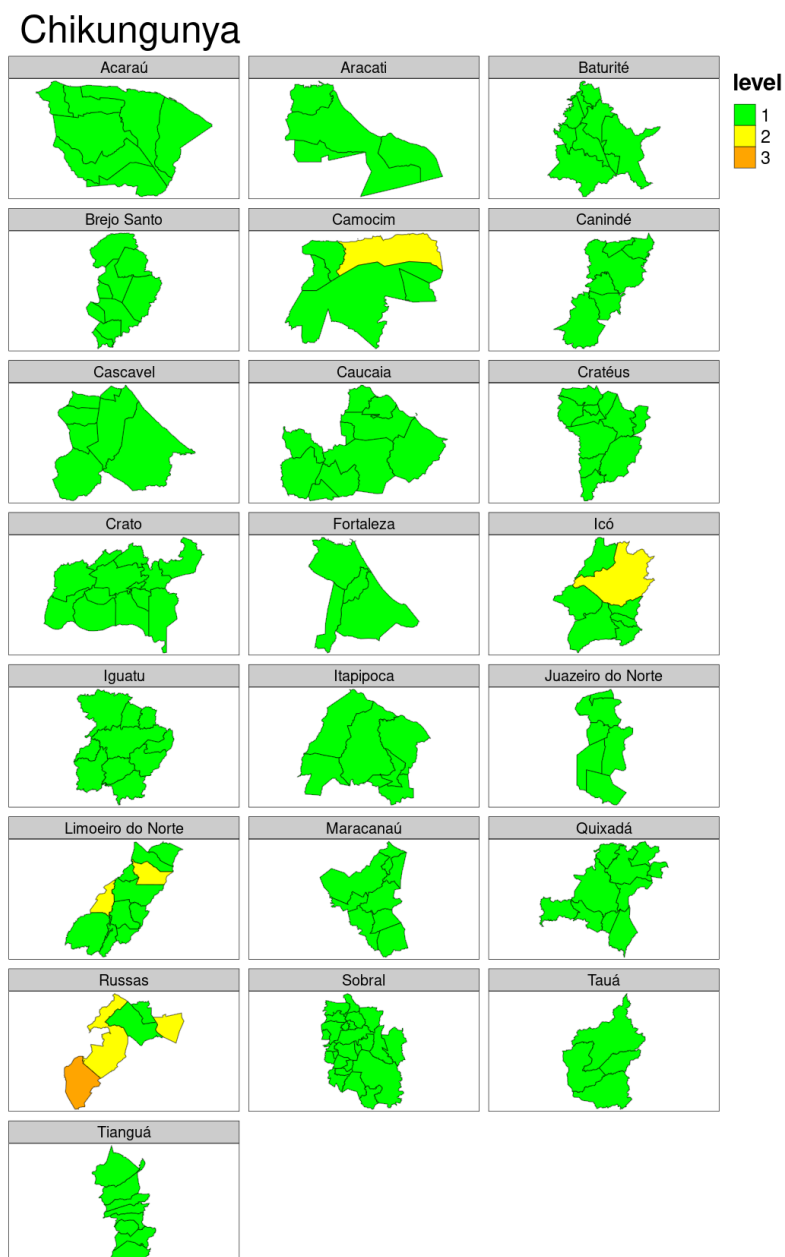 Chikungunya
Acaraú
Aracati
Baturité
level
1
2
3
Brejo Santo
Camocim
Canindé
Cascavel
Caucaia
Cratéus
Crato
Fortaleza
Icó
Iguatu
Itapipoca
Juazeiro do Norte
Limoeiro do Norte
Maracanaú
Quixadá
Russas
Sobral
Tauá
Tianguá